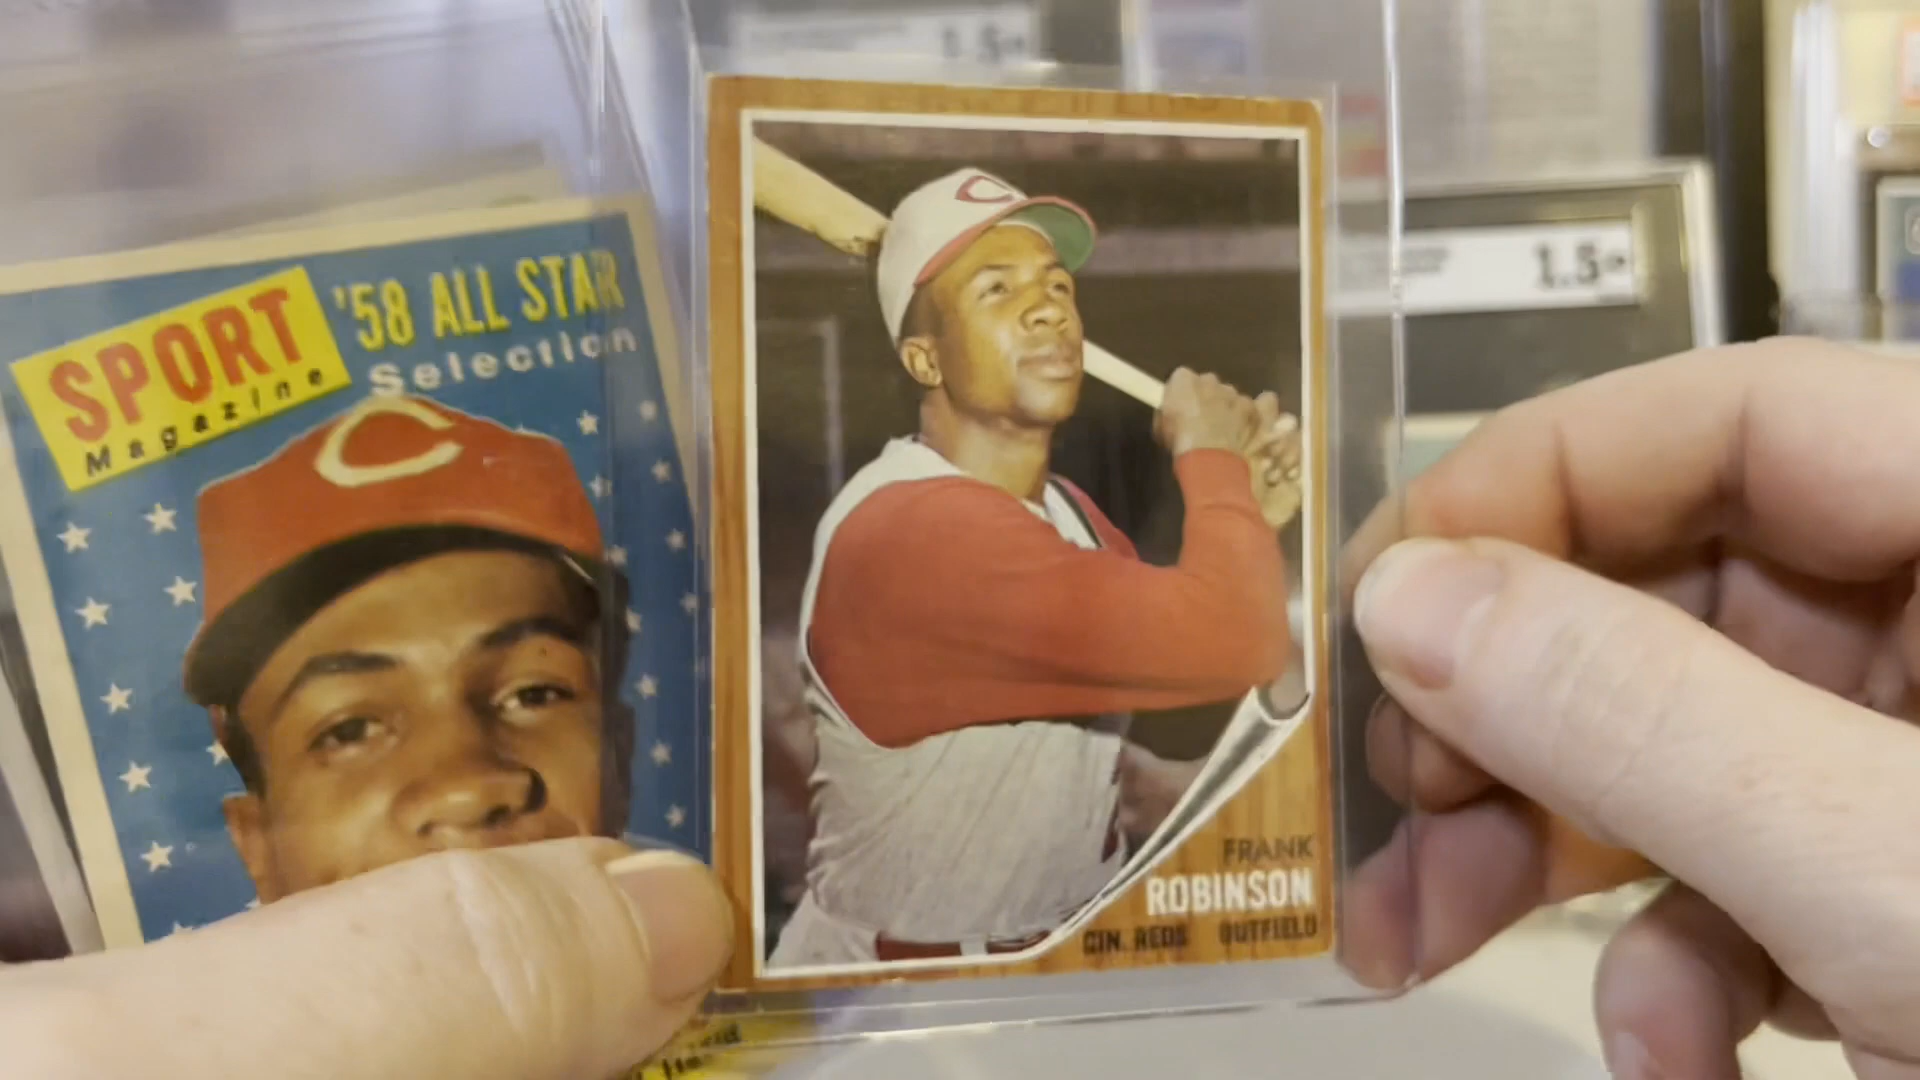 SPORT
Magazine
'58 ALL STAR
Selection
C
C
FRANK
ROBINSON
CIN. REDS OUTFIELD
1.5
1.5